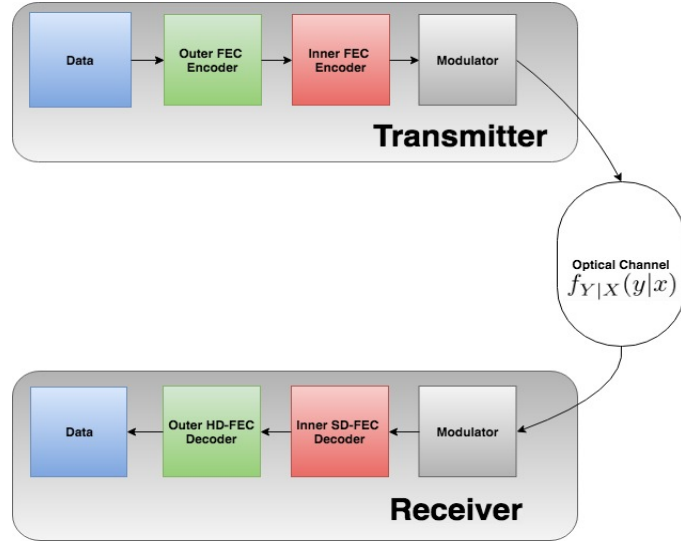 Data
Outer FEC
Encoder
Inner FEC
Encoder
Modulator
Transmitter
Optical Channel
f_{Y|X}(y|x)
Data
Outer HD-FEC
Decoder
Inner SD-FEC
Decoder
Modulator
Receiver